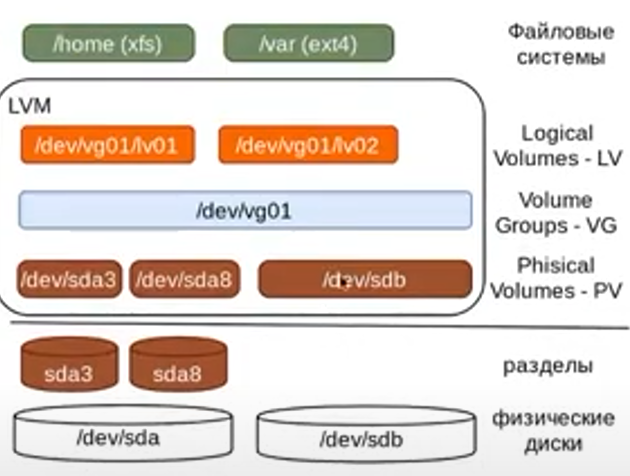 /home (xfs)
/var (ext4)
Файловые
системы
LVM
/dev/vg01/lv01
/dev/vg01/lv02
Logical
Volumes - LV
/dev/vg01
Volume
Groups - VG
/dev/sda3
/dev/sda8
/dev/sdb
Phisical
Volumes - PV
sda3
sda8
разделы
/dev/sda
/dev/sdb
физические
диски